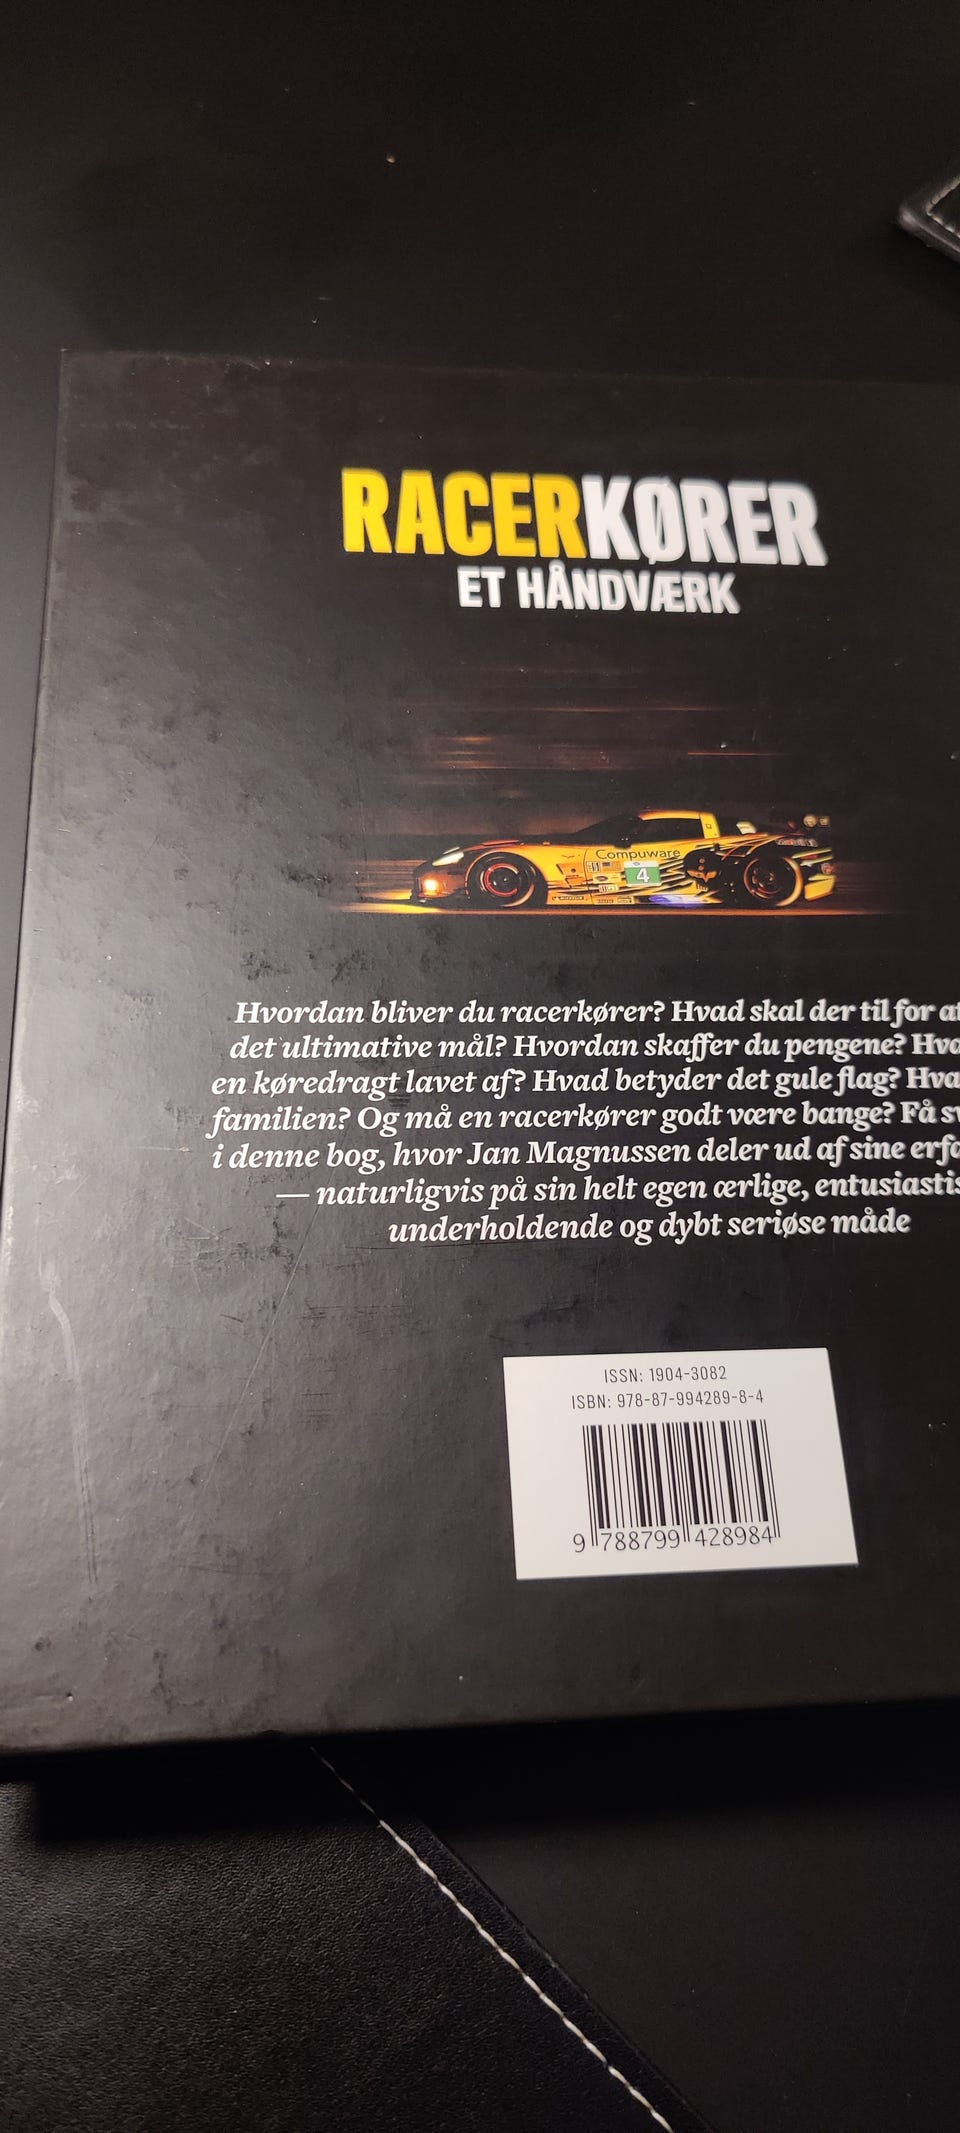 RACERKØRER
ET HÅNDVÆRK
Compuware
4
Hvordan bliver du racerkører? Hvad skal der til for at
det ultimative mål? Hvordan skaffer du pengene?
en køredragt lavet af? Hvad betyder det gule flag?
familien? Og må en racerkører godt være bange? Få
i denne bog, hvor Jan Magnussen deler ud af sine
— naturligvis på sin helt egen ærlige,
underholdende og dybt seriøse måde
ISSN: 1904-3082
ISBN: 978-87-994289-8-4
9 788799 428984